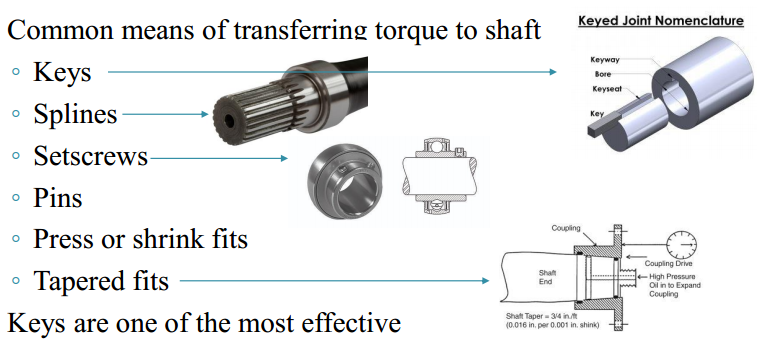 Common means of transferring torque to shaft
◦ Keys
◦ Splines
◦ Setscrews
◦ Pins
◦ Press or shrink fits
◦ Tapered fits
Keys are one of the most effective
Keyed Joint Nomenclature
Keyway
Bore
Keyseat
Key
Coupling
Coupling Drive
High Pressure
Oil in to Expand
Coupling
Shaft
End
Shaft Taper = 3/4 in./ft
(0.016 in. per 0.001 in. shink)